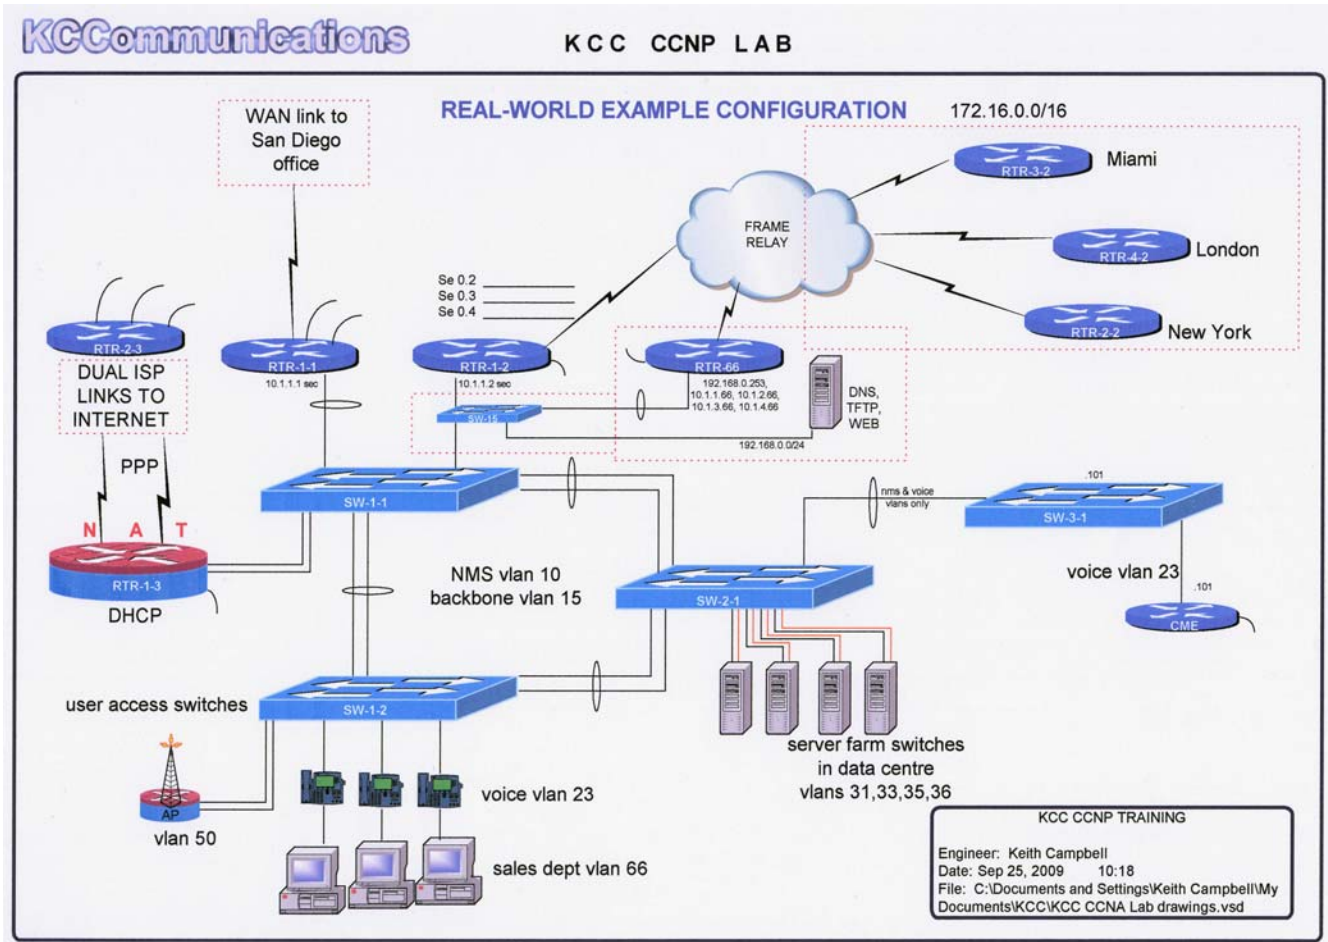 KCCommunications
KCC CCNP LAB
REAL-WORLD EXAMPLE CONFIGURATION
172.16.0.0/16
WAN link to
San Diego
office
RTR-3-2
Miami
FRAME
RELAY
RTR-4-2
London
Se 0.2
Se 0.3
Se 0.4
RTR-2-2
New York
RTR-2-3
RTR-1-1
RTR-1-2
RTR-66
DUAL ISP
LINKS TO
INTERNET
10.1.1.1 sec
10.1.1.2 sec
192.168.0.253,
10.1.1.66, 10.1.2.66,
10.1.3.66, 10.1.4.66
DNS,
TFTP,
WEB
SW-15
192.168.0.0/24
PPP
SW-1-1
nms & voice
vlans only
.101
SW-3-1
N A T
RTR-1-3
DHCP
NMS vlan 10
backbone vlan 15
SW-2-1
voice vlan 23
.101
CME
user access switches
SW-1-2
server farm switches
in data centre
vlans 31,33,35,36
AP
vlan 50
voice vlan 23
sales dept vlan 66
KCC CCNP TRAINING
Engineer: Keith Campbell
Date: Sep 25, 2009 10:18
File: C:\Documents and Settings\Keith Campbell\My
Documents\KCC\KCC CCNA Lab drawings.vsd